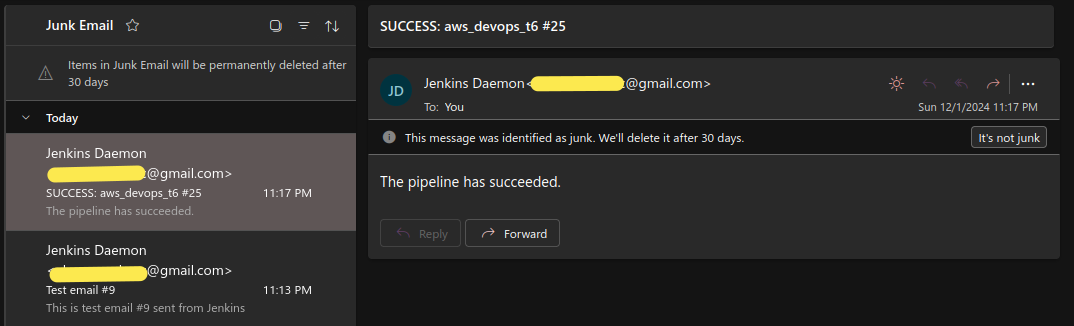 Junk Email
Items in Junk Email will be permanently deleted after
30 days
Today
Jenkins Daemon
@gmail.com>
SUCCESS: aws_devops_t6 #25 11:17 PM
The pipeline has succeeded.
Jenkins Daemon
<@gmail.com>
Test email #9 11:13 PM
This is test email #9 sent from Jenkins
SUCCESS: aws_devops_t6 #25
JD
Jenkins Daemon<@gmail.com>
To: You
Sun 12/1/2024 11:17 PM
This message was identified as junk. We'll delete it after 30 days.
It's not junk
The pipeline has succeeded.
Reply
Forward